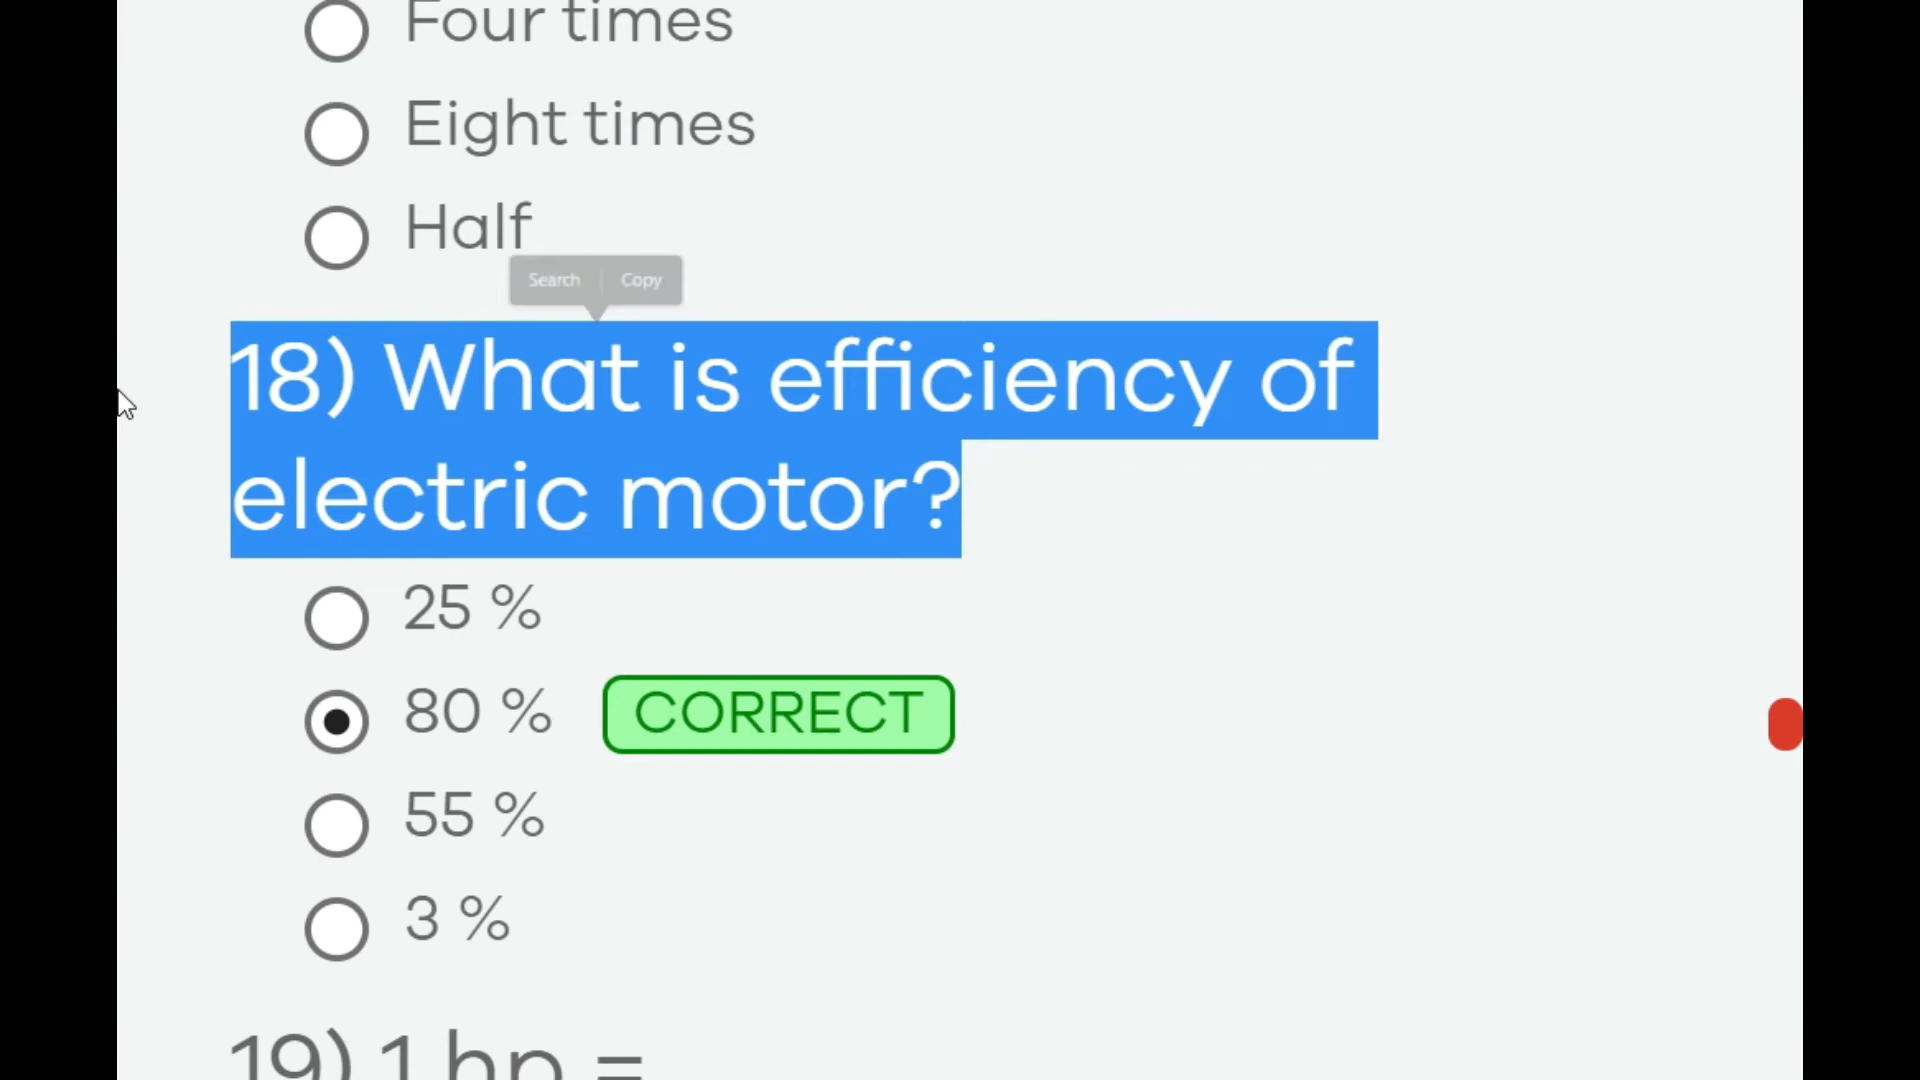 Four times
Eight times
Half
Search Copy
18) What is efficiency of
electric motor?
25 %
80 % CORRECT
55 %
3 %
19) 1 hp =